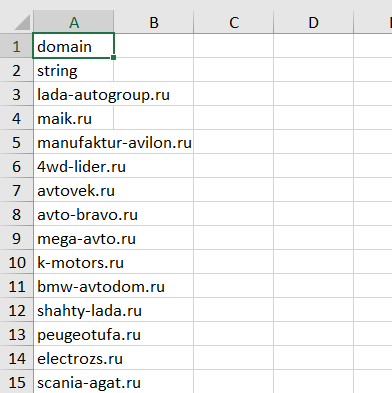 A B C D
1 domain
2 string
3 lada-autogroup.ru
4 maik.ru
5 manufaktur-avilon.ru
6 4wd-lider.ru
7 avtovek.ru
8 avto-bravo.ru
9 mega-avto.ru
10 k-motors.ru
11 bmw-avtodom.ru
12 shahty-lada.ru
13 peugeotufa.ru
14 electrozs.ru
15 scania-agat.ru